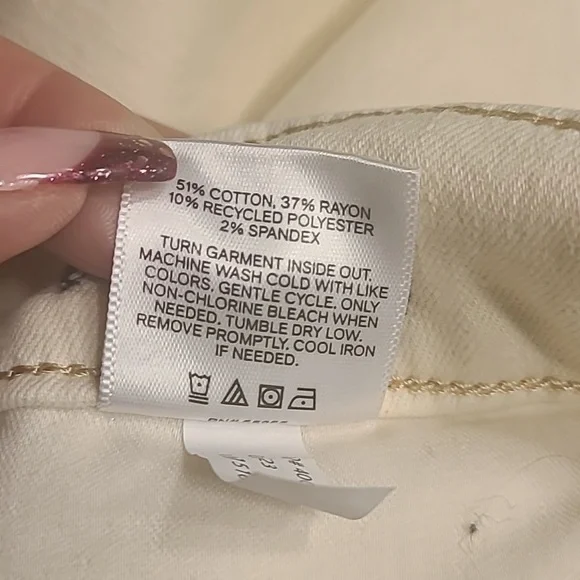 51% COTTON, 37% RAYON
10% RECYCLED POLYESTER
2% SPANDEX
TURN GARMENT INSIDE OUT.
MACHINE WASH COLD WITH LIKE
COLORS, GENTLE CYCLE. ONLY
NON-CHLORINE BLEACH WHEN
NEEDED. TUMBLE DRY LOW.
REMOVE PROMPTLY. COOL IRON
IF NEEDED.
23